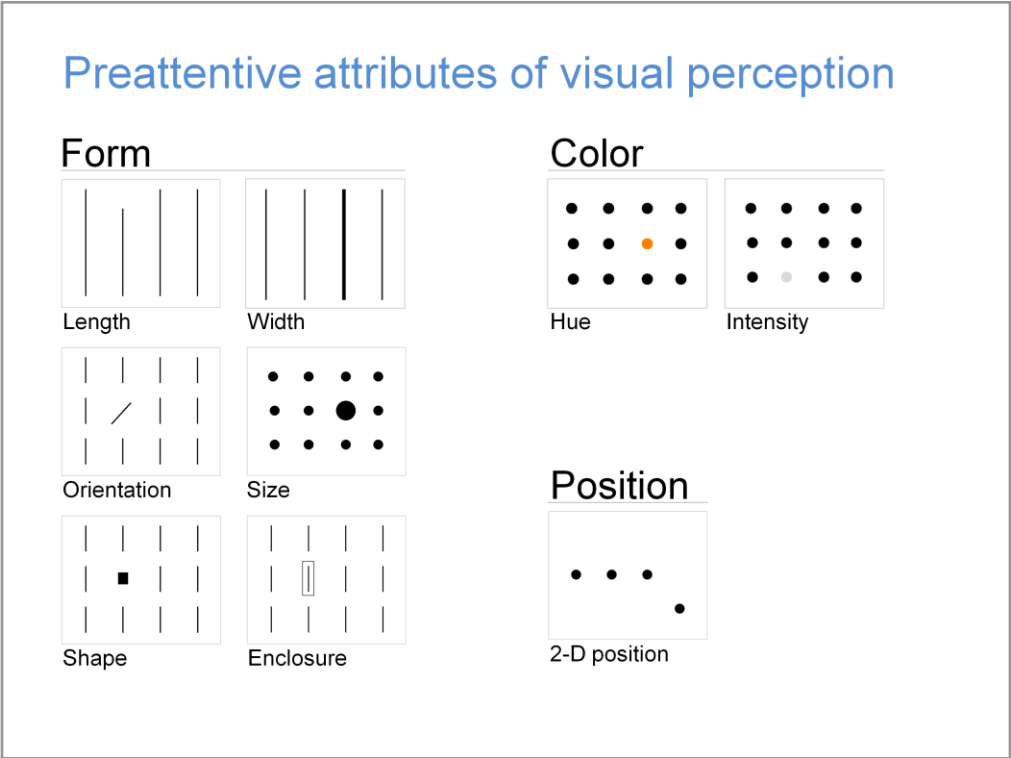 Preattentive attributes of visual perception
Form
Length
Width
Orientation
Size
Shape
Enclosure
Color
Hue
Intensity
Position
2-D position